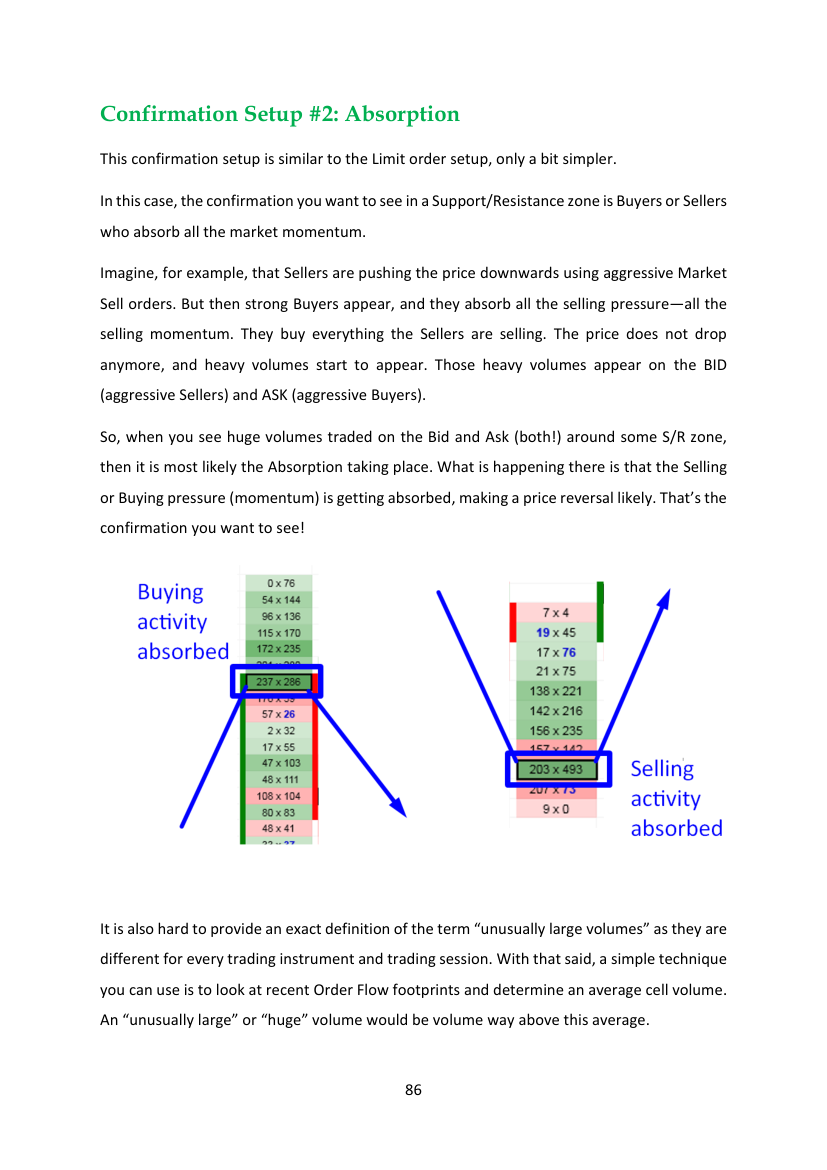 Confirmation Setup #2: Absorption
This confirmation setup is similar to the Limit order setup, only a bit simpler.
In this case, the confirmation you want to see in a Support/Resistance zone is Buyers or Sellers
who absorb all the market momentum.
Imagine, for example, that Sellers are pushing the price downwards using aggressive Market
Sell orders. But then strong Buyers appear, and they absorb all the selling pressure—all the
selling momentum. They buy everything the Sellers are selling. The price does not drop
anymore, and heavy volumes start to appear. Those heavy volumes appear on the BID
(aggressive Sellers) and ASK (aggressive Buyers).
So, when you see huge volumes traded on the Bid and Ask (both!) around some S/R zone,
then it is most likely the Absorption taking place. What is happening there is that the Selling
or Buying pressure (momentum) is getting absorbed, making a price reversal likely. That’s the
confirmation you want to see!
Buying
activity
absorbed
0 x 76
54 x 144
96 x 136
115 x 170
172 x 235
237 x 286
57 x 26
2 x 32
17 x 55
47 x 103
48 x 111
108 x 104
80 x 83
48 x 41
7 x 4
19 x 45
17 x 76
21 x 75
138 x 221
142 x 216
156 x 235
157 x 142
203 x 493
207 x 73
9 x 0
Selling
activity
absorbed
It is also hard to provide an exact definition of the term “unusually large volumes” as they are
different for every trading instrument and trading session. With that said, a simple technique
you can use is to look at recent Order Flow footprints and determine an average cell volume.
An “unusually large” or “huge” volume would be volume way above this average.
86